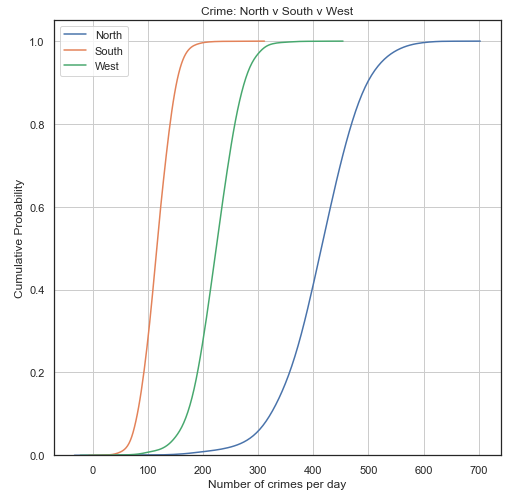 Crime: North v South v West
North
South
West
1.0
0.8
0.6
0.4
0.2
0.0
Cumulative Probability
0 100 200 300 400 500 600 700
Number of crimes per day